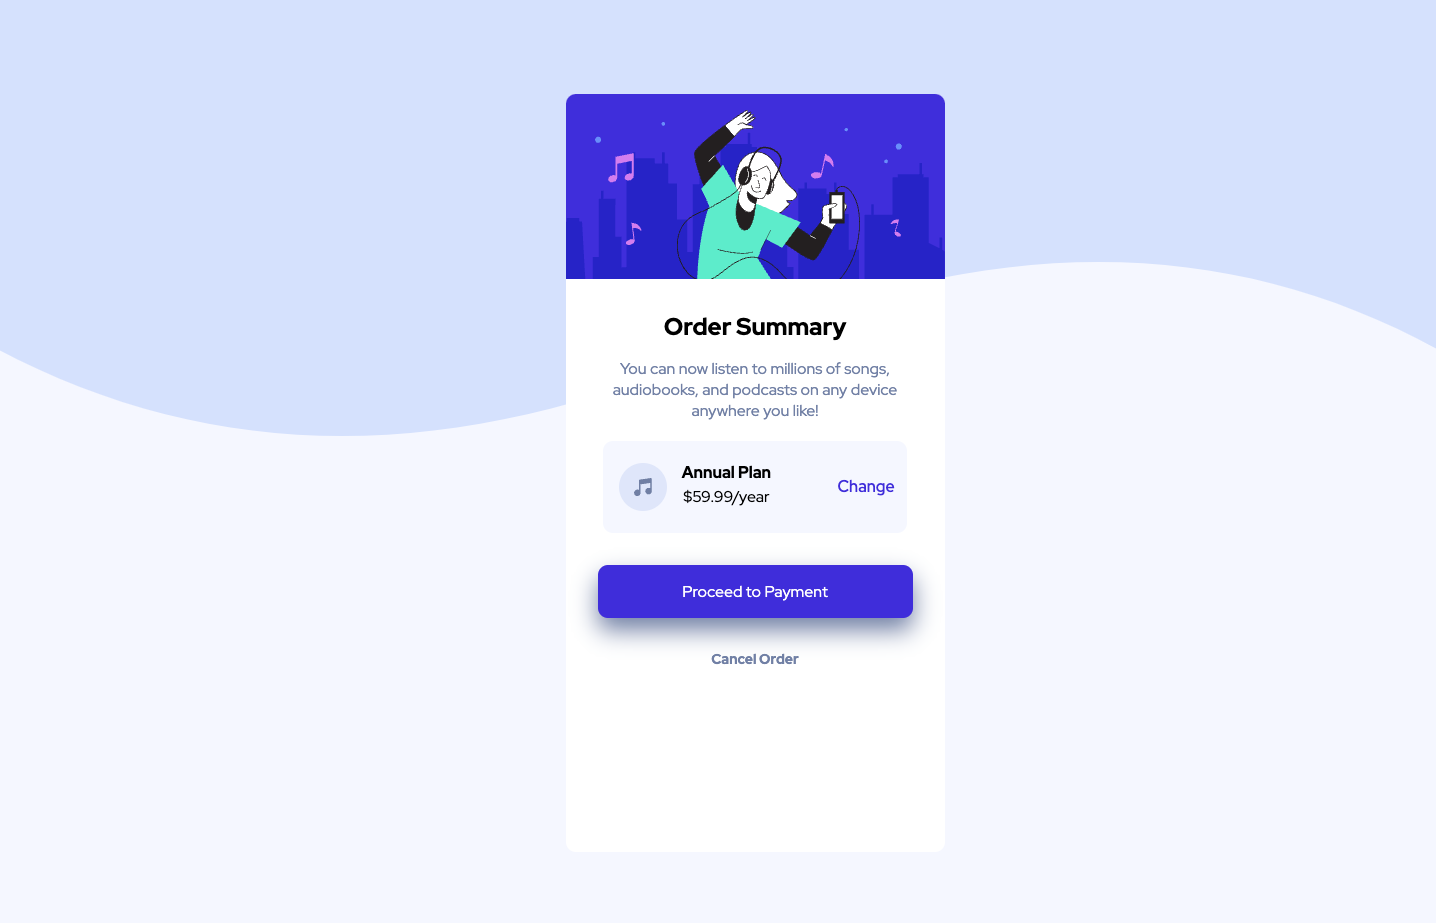 Order Summary
You can now listen to millions of songs,
audiobooks, and podcasts on any device
anywhere you like!
Annual Plan
$59.99/year
Change
Proceed to Payment
Cancel Order